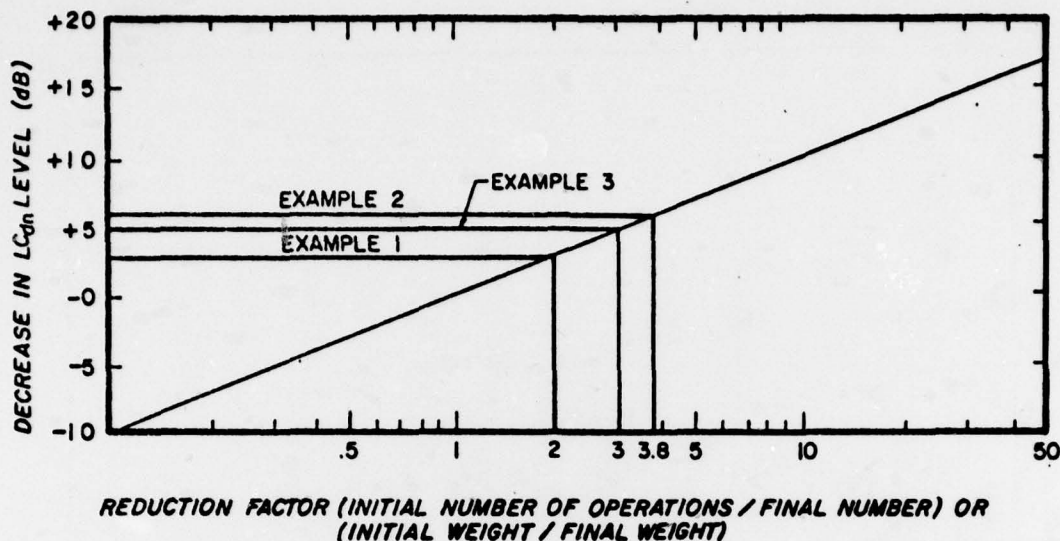 DECREASE IN LCdn LEVEL (dB)
+20
+15
+10
+5
-0
-5
-10
EXAMPLE 3
EXAMPLE 2
EXAMPLE 1
.5 1 2 3 3.8 5 10 50
REDUCTION FACTOR (INITIAL NUMBER OF OPERATIONS / FINAL NUMBER) OR
(INITIAL WEIGHT / FINAL WEIGHT)